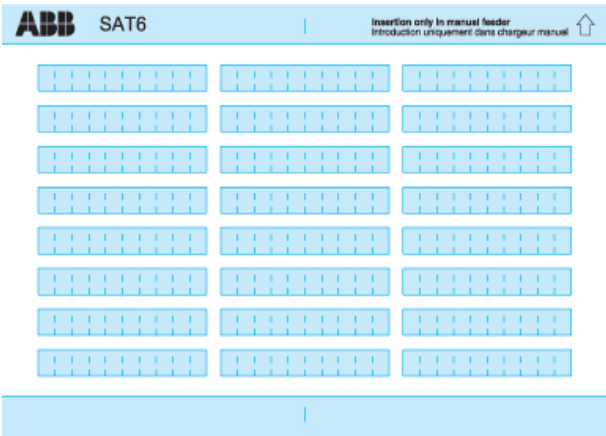 ABB SAT6
Insertion only in manual feeder
Introduction uniquement dans chargeur manuel